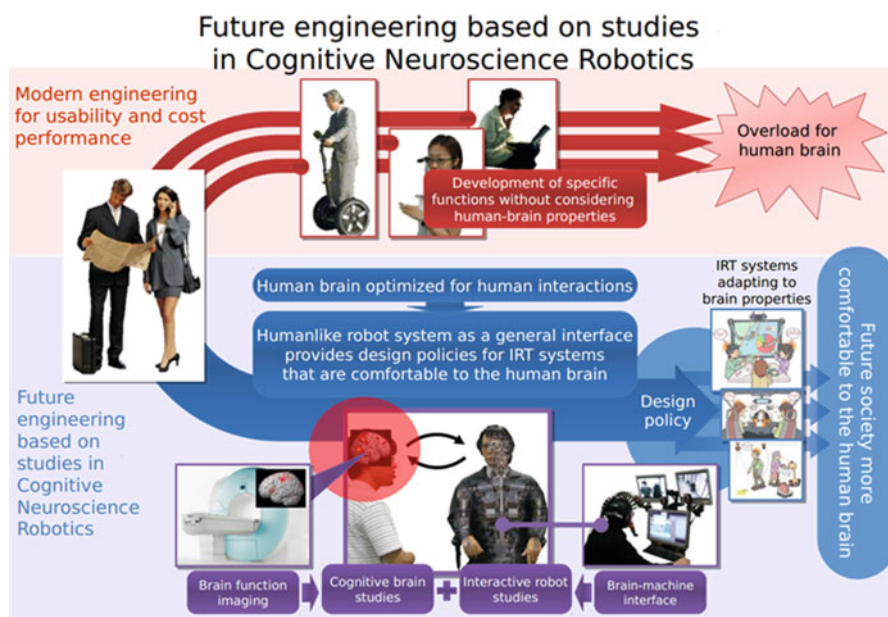 Future engineering based on studies
in Cognitive Neuroscience Robotics
Modern engineering
for usability and cost
performance
Overload for
human brain
Development of specific
functions without considering
human-brain properties
Human brain optimized for human interactions
Humanlike robot system as a general interface
provides design policies for IRT systems
that are comfortable to the human brain
IRT systems
adapting to
brain properties
Design
policy
Future society more
comfortable to the human brain
Future
engineering
based on
studies in
Cognitive
Neuroscience
Robotics
Brain function
imaging
Cognitive brain
studies
Interactive robot
studies
Brain-machine
interface